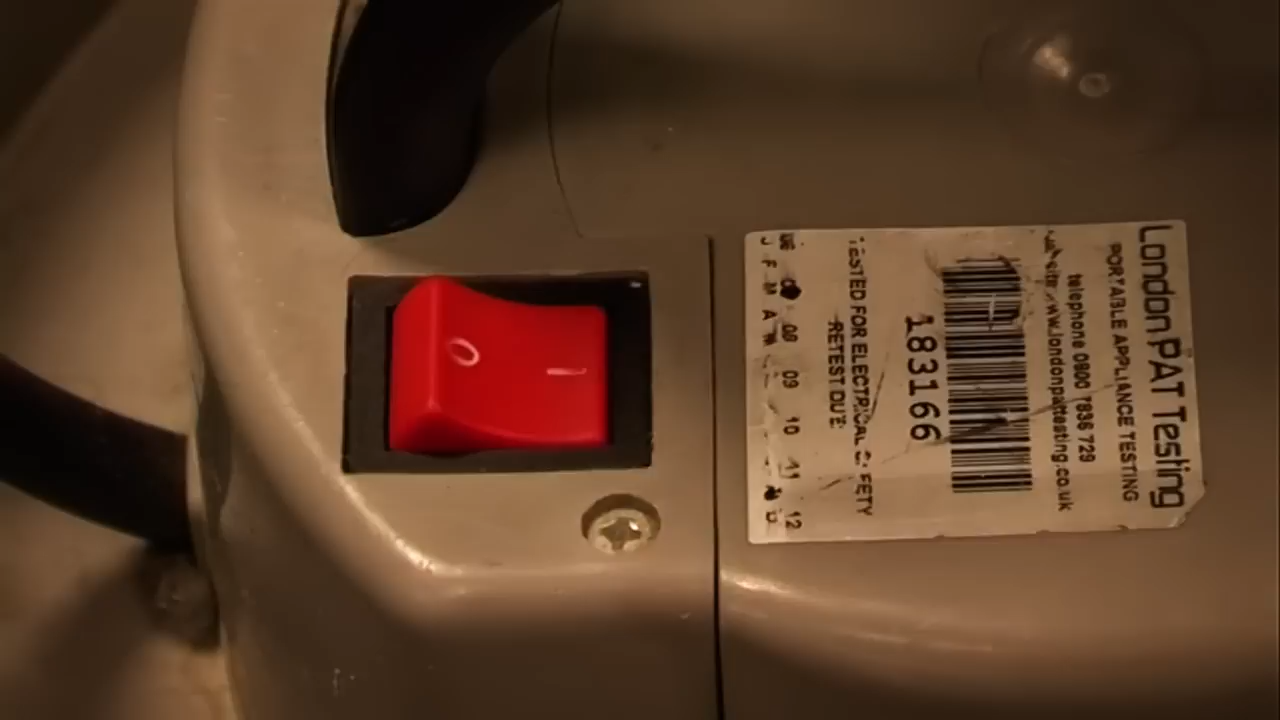 O I
London PAT Testing
PORTABLE APPLIANCE TESTING
telephone 0800 7836 729
www.londonpattesting.co.uk
183166
TESTED FOR ELECTRICAL SAFETY
RETEST DUE:
08 09 10 11 12
J F M A